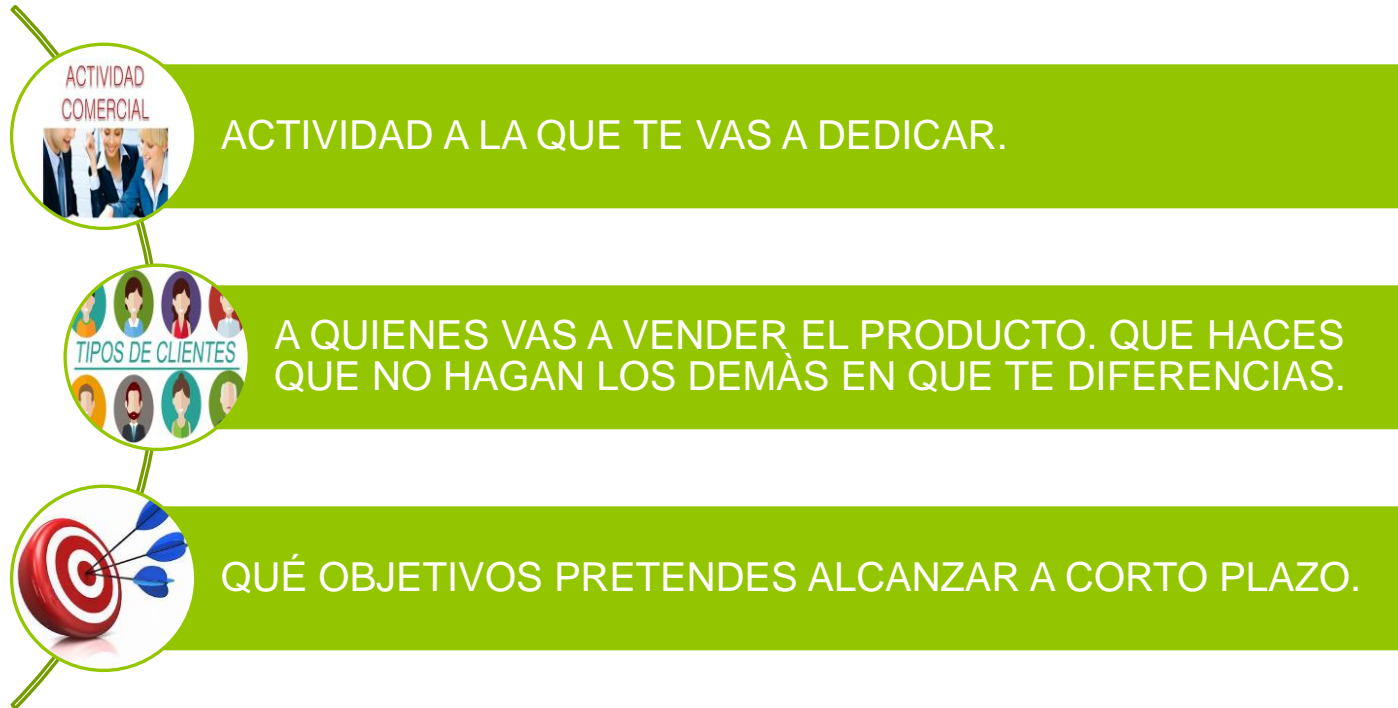 ACTIVIDAD
COMERCIAL
ACTIVIDAD A LA QUE TE VAS A DEDICAR.
TIPOS DE CLIENTES
A QUIENES VAS A VENDER EL PRODUCTO. QUE HACES
QUE NO HAGAN LOS DEMÀS EN QUE TE DIFERENCIAS.
QUÉ OBJETIVOS PRETENDES ALCANZAR A CORTO PLAZO.